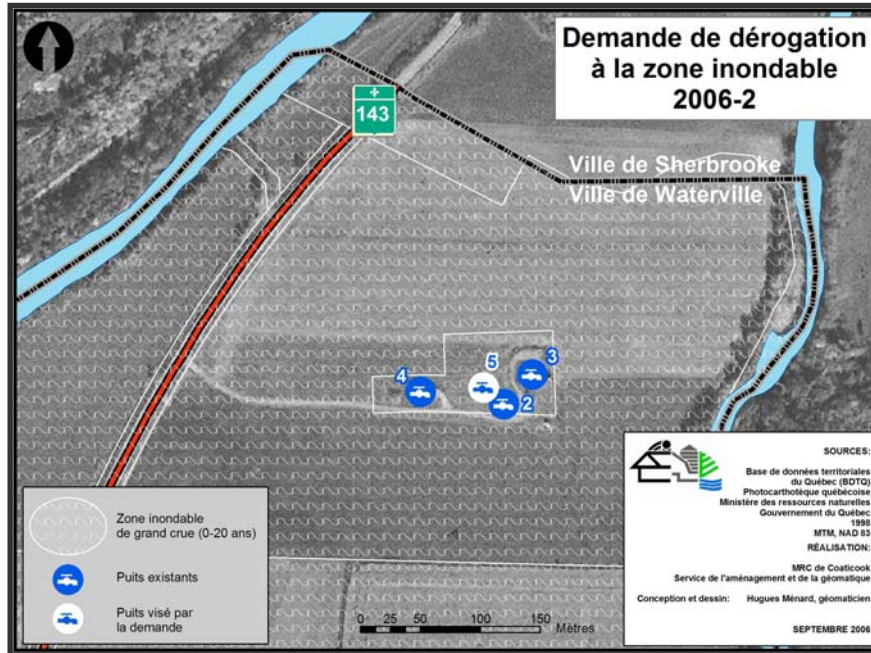 Demande de dérogation
à la zone inondable
2006-2
143
Ville de Sherbrooke
Ville de Waterville
3
5
4
2
Zone inondable
de grand crue (0-20 ans)
Puits existants
Puits visé par
la demande
0 25 50 100 150
Mètres
SOURCES:
Base de données territoriales
du Québec (BDTQ)
Photocarthotèque québécoise
Ministère des ressources naturelles
Gouvernement du Québec
1998
MTM, NAD 83
RÉALISATION:
MRC de Coaticook
Service de l'aménagement et de la géomatique
Conception et dessin: Hugues Ménard, géomaticien
SEPTEMBRE 2006